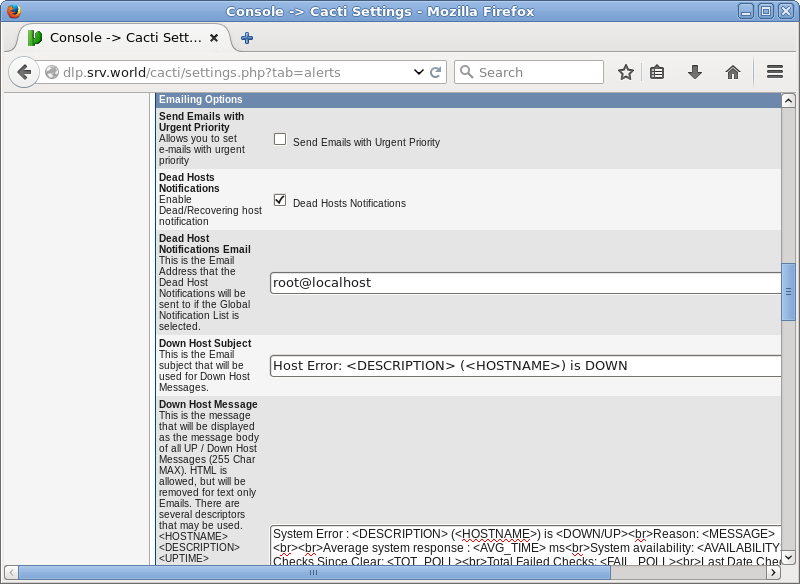 Console -> Cacti Settings - Mozilla Firefox
Console -> Cacti Sett...
dlp.srv.world/cacti/settings.php?tab=alerts
Search
Emailing Options
Send Emails with
Urgent Priority
Allows you to set
e-mails with urgent
priority
Send Emails with Urgent Priority
Dead Hosts
Notifications
Enable
Dead/Recovering host
notification
Dead Hosts Notifications
Dead Host
Notifications Email
This is the Email
Address that the
Dead Host
Notifications will be
sent to if the Global
Notification List is
selected.
root@localhost
Down Host Subject
This is the Email
subject that will be
used for Down Host
Messages.
Host Error: <DESCRIPTION> (<HOSTNAME>) is DOWN
Down Host Message
This is the message
that will be displayed
as the message body
of all UP / Down Host
Messages (255 Char
MAX). HTML is
allowed, but will be
removed for text only
Emails. There are
several descriptors
that may be used.
<HOSTNAME>
<DESCRIPTION>
<UPTIME>
System Error : <DESCRIPTION> (<HOSTNAME>) is <DOWN/UP><br>Reason: <MESSAGE>
<br><br>Average system response : <AVG_TIME> ms<br>System availability: <AVAILABILITY
Checks Since Clear: <TOT_POLL><br>Total Failed Checks: <FAIL_POLL><br>Last Date Chec